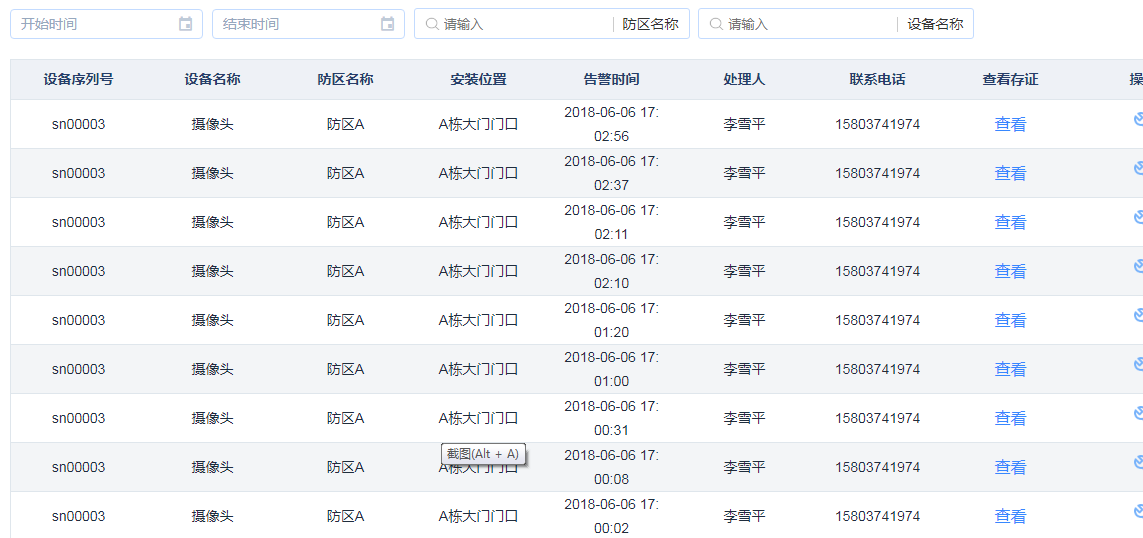 开始时间 结束时间 请输入 防区名称 请输入 设备名称
设备序列号 设备名称 防区名称 安装位置 告警时间 处理人 联系电话 查看存证 操
sn00003 摄像头 防区A A栋大门门口 2018-06-06 17:
02:56 李雪平 15803741974 查看
sn00003 摄像头 防区A A栋大门门口 2018-06-06 17:
02:37 李雪平 15803741974 查看
sn00003 摄像头 防区A A栋大门门口 2018-06-06 17:
02:11 李雪平 15803741974 查看
sn00003 摄像头 防区A A栋大门门口 2018-06-06 17:
02:10 李雪平 15803741974 查看
sn00003 摄像头 防区A A栋大门门口 2018-06-06 17:
01:20 李雪平 15803741974 查看
sn00003 摄像头 防区A A栋大门门口 2018-06-06 17:
01:00 李雪平 15803741974 查看
sn00003 摄像头 防区A A栋大门门口 2018-06-06 17:
00:31 李雪平 15803741974 查看
截图(Alt + A)
sn00003 摄像头 防区A A栋大门门口 2018-06-06 17:
00:08 李雪平 15803741974 查看
sn00003 摄像头 防区A A栋大门门口 2018-06-06 17:
00:02 李雪平 15803741974 查看